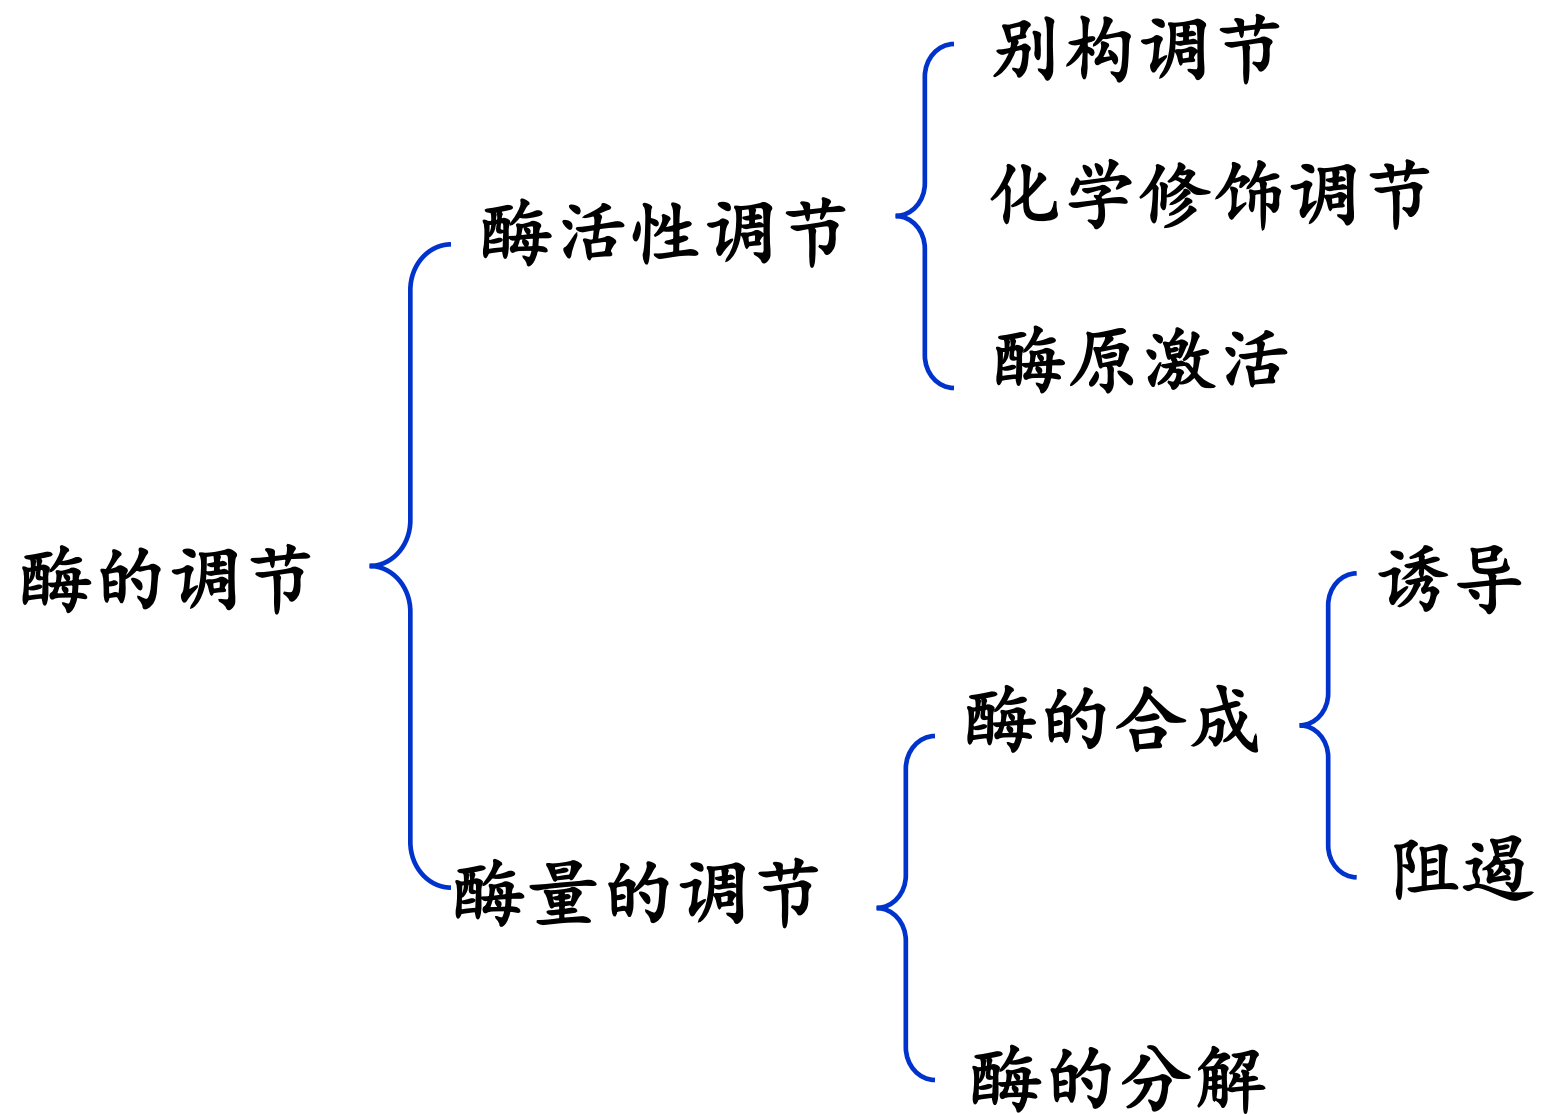 别构调节
化学修饰调节
酶活性调节
酶原激活
酶的调节
诱导
酶的合成
阻遏
酶量的调节
酶的分解